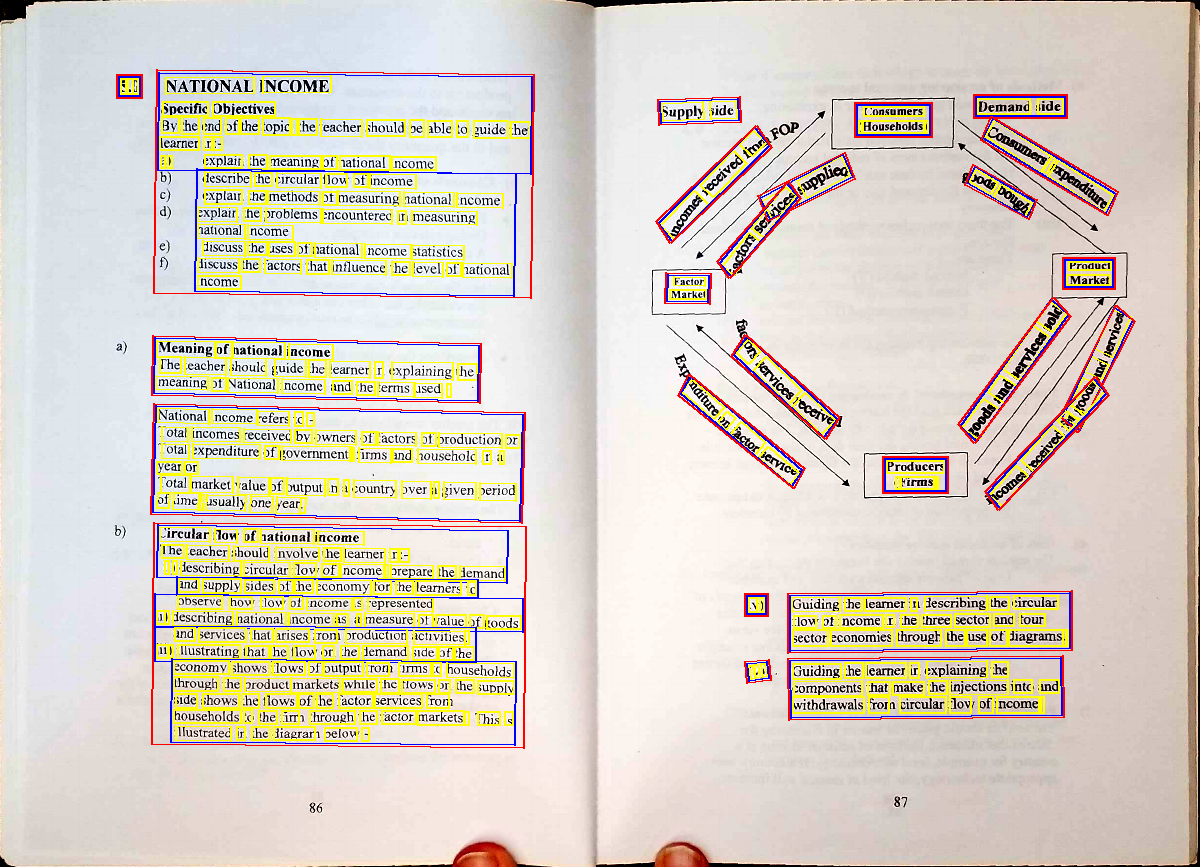 5.6 NATIONAL INCOME
Specific Objectives
By the end of the topic, the teacher should be able to guide the
learner in:-
a) explain the meaning of national income
b) describe the circular flow of income
c) explain the methods of measuring national income
d) explain the problems encountered in measuring
national income
e) discuss the uses of national income statistics
f) discuss the factors that influence the level of national
income
a) Meaning of national income
The teacher should guide the learner in explaining the
meaning of National income and the terms used.
National income refers to:-
Total incomes received by owners of factors of production or
Total expenditure of government firms and household in a
year or
Total market value of output in a country over a given period
of time usually one year.
b) Circular flow of national income
The teacher should involve the learner in:-
i) describing circular flow of income prepare the demand
and supply sides of the economy for the learners to
observe how flow of income is represented
ii) describing national income as a measure of value of goods
and services that arises from production activities.
iii) illustrating that the flow on the demand side of the
economy shows flows of output from firms to households
through the product markets while the flows on the supply
side shows the flows of the factor services from
households to the firm through the factor markets. This is
illustrated in the diagram below:-
86
Supply side
Consumers
(Households)
Demand side
Incomes received from FOP
Factors services supplied
Consumers Expenditure
goods bought
Factor
Market
Product
Market
factors services received
Expenditure on factor services
goods and services sold
Incomes received from goods and services
Producers
(Firms)
iv) Guiding the learner in describing the circular
flow of income in the three sector and four
sector economies through the use of diagrams.
Guiding the learner in explaining the
components that make the injections into and
withdrawals from circular flow of income
87